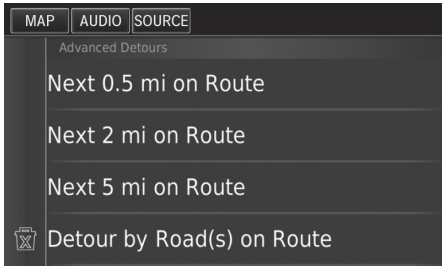 MAP AUDIO SOURCE
Advanced Detours
Next 0.5 mi on Route
Next 2 mi on Route
Next 5 mi on Route
Detour by Road(s) on Route